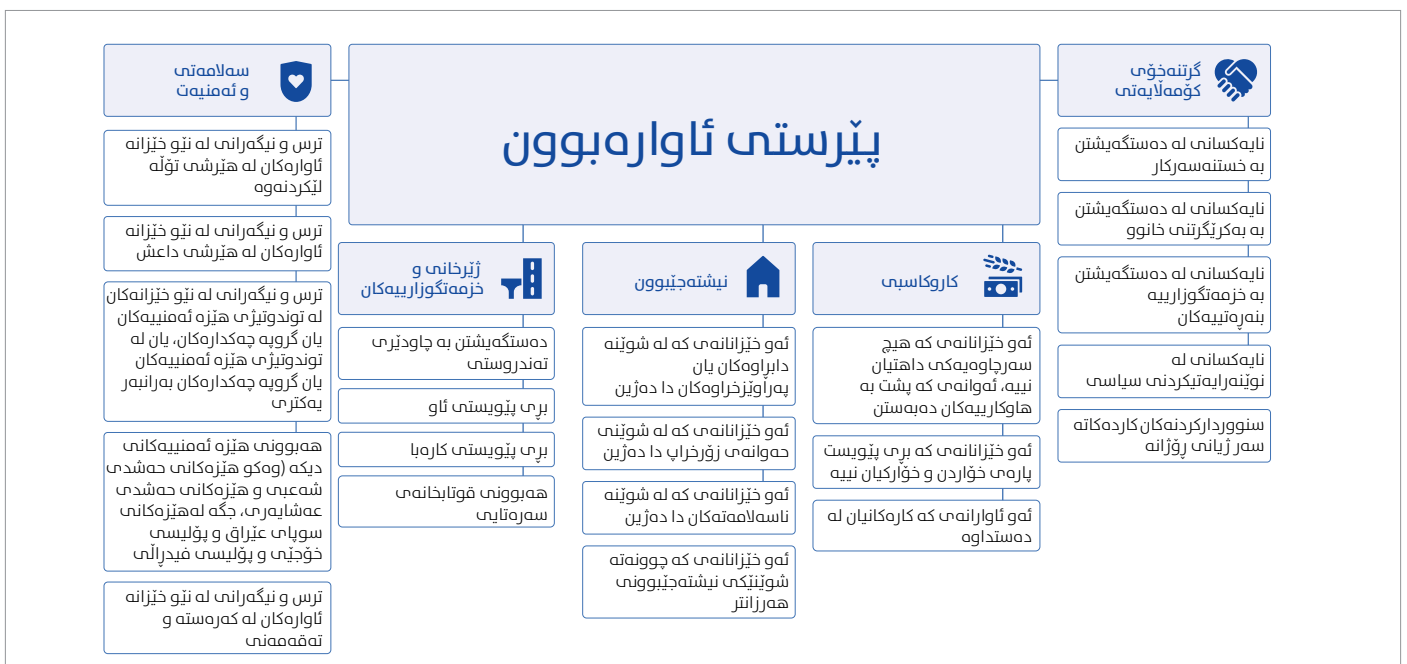 پێرستی ئاوارەبوون
گرتنەخۆی
کۆمەڵایەتی
نایەکسانی لە دەستگەیشتن
بە خستنەسەرکار
نایەکسانی لە دەستگەیشتن
بە بەکرێگرتنی خانوو
نایەکسانی لە دەستگەیشتن
بە خزمەتگوزارییە
بنەڕەتییەکان
نایەکسانی لە
نوێنەرایەتیکردنی سیاسی
سنووردارکردنەکان کاردەکاتە
سەر ژیانی ڕۆژانە
کاروکاسبی
ئەو خێزانانەی کە هیچ
سەرچاوەیەکی داهتیان
نییە، ئەوانەی کە پشت بە
هاوکارییەکان دەبەستن
ئەو خێزانانەی کە بڕی پێویست
پارەی خواردن و خۆارکیان نییە
ئەو ئاوارانەی کە کارەکانیان لە
دەستداوە
نیشتەجێبوون
ئەو خێزانانەی کە لە شوێنە
دابڕاوەکان یان
پەراوێزخراوەکان دا دەژین
ئەو خێزانانەی کە لە شوێنی
حەوانەی زۆرخراپ دا دەژین
ئەو خێزانانەی کە لە شوێنە
ناسەلامەتەکان دا دەژین
ئەو خێزانانەی کە چوونەتە
شوێنێکی نیشتەجێبوونی
هەرزانتر
ژێرخانی و
خزمەتگوزارییەکان
دەستگەیشتن بە چاودێری
تەندروستی
بڕی پێویستی ئاو
بڕی پێویستی کارەبا
هەبوونی قوتابخانەی
سەرەتایی
سەلامەتی
و ئەمنیەت
ترس و نیگەرانی لە نێو خێزانە
ئاوارەکان لە هێرشی تۆڵە
لێکردنەوە
ترس و نیگەرانی لە نێو خێزانە
ئاوارەکان لە هێرشی داعش
ترس و نیگەرانی لە نێو خێزانەکان
لە توندوتیژی هێزە ئەمنییەکان
یان گروپە چەکدارەکان، یان لە
توندوتیژی هێزە ئەمنییەکان
یان گروپە چەکدارەکان بەرانبەر
یەکتری
هەبوونی هێزە ئەمنییەکانی
دیکە (وەکو هێزەکانی حەشدی
شەعبی و هێزەکانی حەشدی
عەشایەری، جگە لەهێزەکانی
سوپای عێراق و پۆلیسی
خۆجێی و پۆلیسی فیدراڵی
ترس و نیگەرانی لە نێو خێزانە
ئاوارەکان لە کەرەستە و
تەقەمەنی